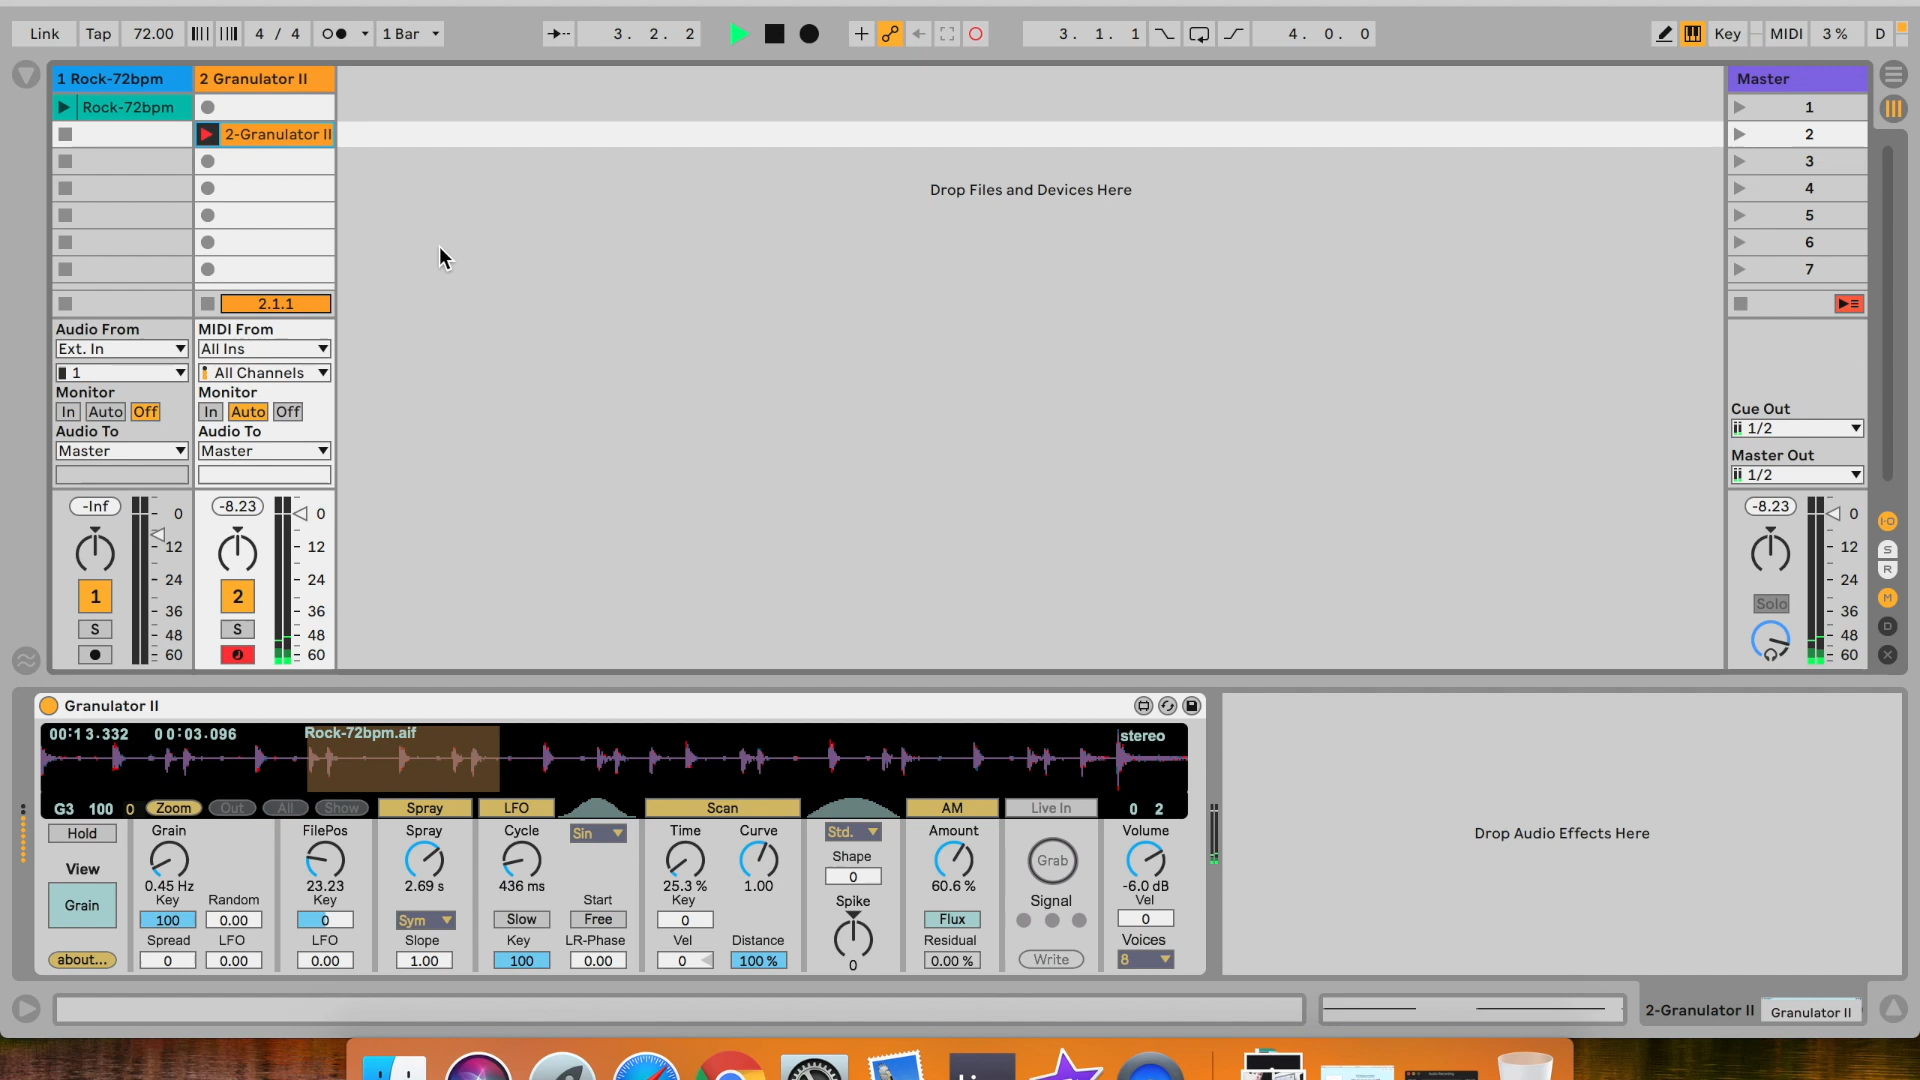 Link Tap 72.00 4 / 4 1 Bar 3. 2. 2 3. 1. 1 4. 0. 0 Key MIDI 3 % D
1 Rock-72bpm 2 Granulator II Master
Rock-72bpm 1
2-Granulator II 2
3
Drop Files and Devices Here 4
5
6
7
2.1.1
Audio From MIDI From
Ext. In All Ins
1 All Channels
Monitor Monitor
In Auto Off In Auto Off
Audio To Audio To
Master Master
Cue Out
1/2
Master Out
1/2
-Inf 0 -8.23 0 -8.23 0
12 12 12
24 24 24
1 2 Solo
36 36 36
S 48 S 48 48
60 60 60
I·O
S
R
M
D
X
Granulator II
00:13.332 00:03.096 Rock-72bpm.aif stereo
G3 100 0 Zoom Out All Show Spray LFO Scan AM Live In 0 2
Hold Grain FilePos Spray Cycle Sin Time Curve Std. Amount Volume
View Shape Grab
0.45 Hz 23.23 2.69 s 436 ms 25.3 % 1.00 0 60.6 % -6.0 dB
Key Random Key Start Key Spike Signal Vel
Grain 100 0.00 0 Sym Slow Free 0 Flux 0
Spread LFO LFO Slope Key LR-Phase Vel Distance Residual Voices
about... 0 0.00 0.00 1.00 100 0.00 0 100 % 0 0.00 % Write 8
Drop Audio Effects Here
2-Granulator II Granulator II